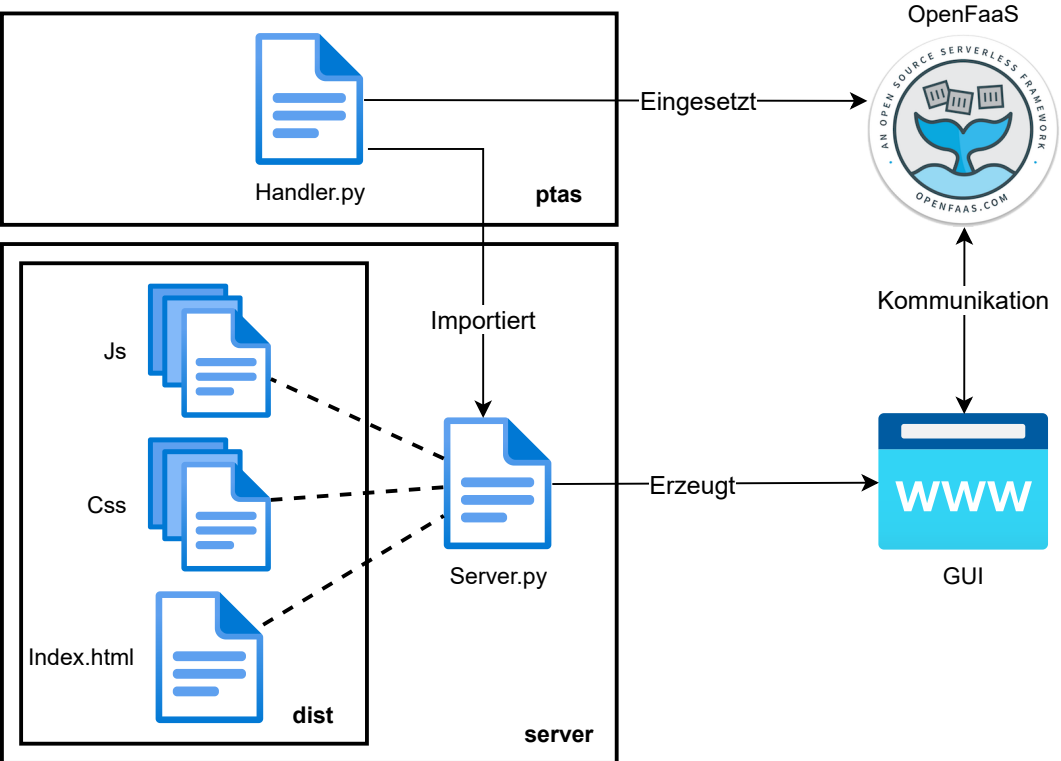 OpenFaaS
AN OPEN SOURCE SERVERLESS FRAMEWORK
OPENFAAS.COM
Eingesetzt
Handler.py
ptas
Kommunikation
Importiert
Js
Css
Index.html
dist
Server.py
Erzeugt
WWW
GUI
server